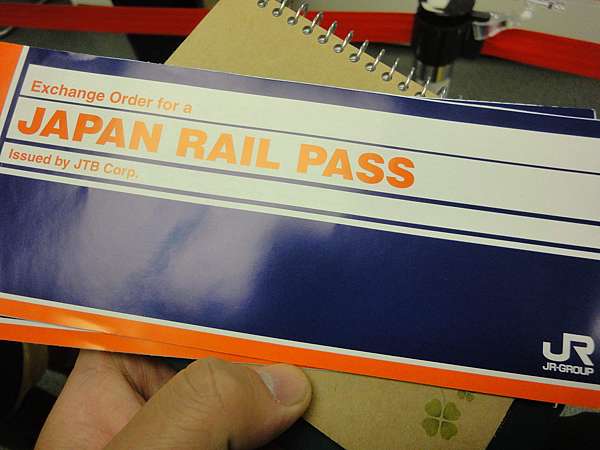 Exchange Order for a
JAPAN RAIL PASS
Issued by JTB Corp.
JR
JR-GROUP